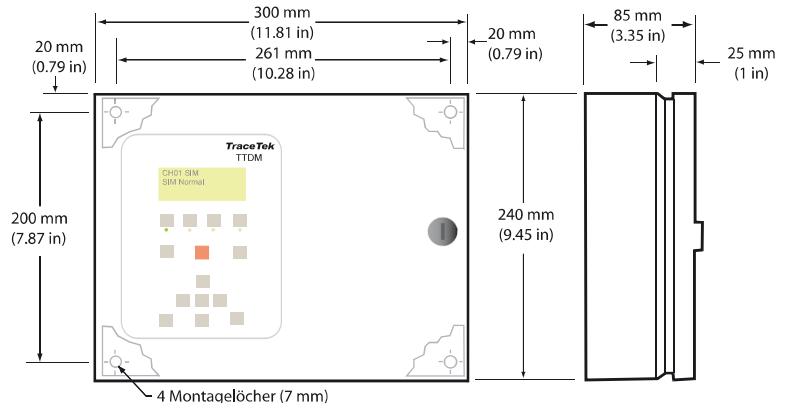 300 mm
(11.81 in)
85 mm
(3.35 in)
20 mm
(0.79 in)
261 mm
(10.28 in)
20 mm
(0.79 in)
25 mm
(1 in)
TraceTek
TTDM
CH01 SIM
SIM Normal
200 mm
(7.87 in)
240 mm
(9.45 in)
4 Montagelöcher (7 mm)